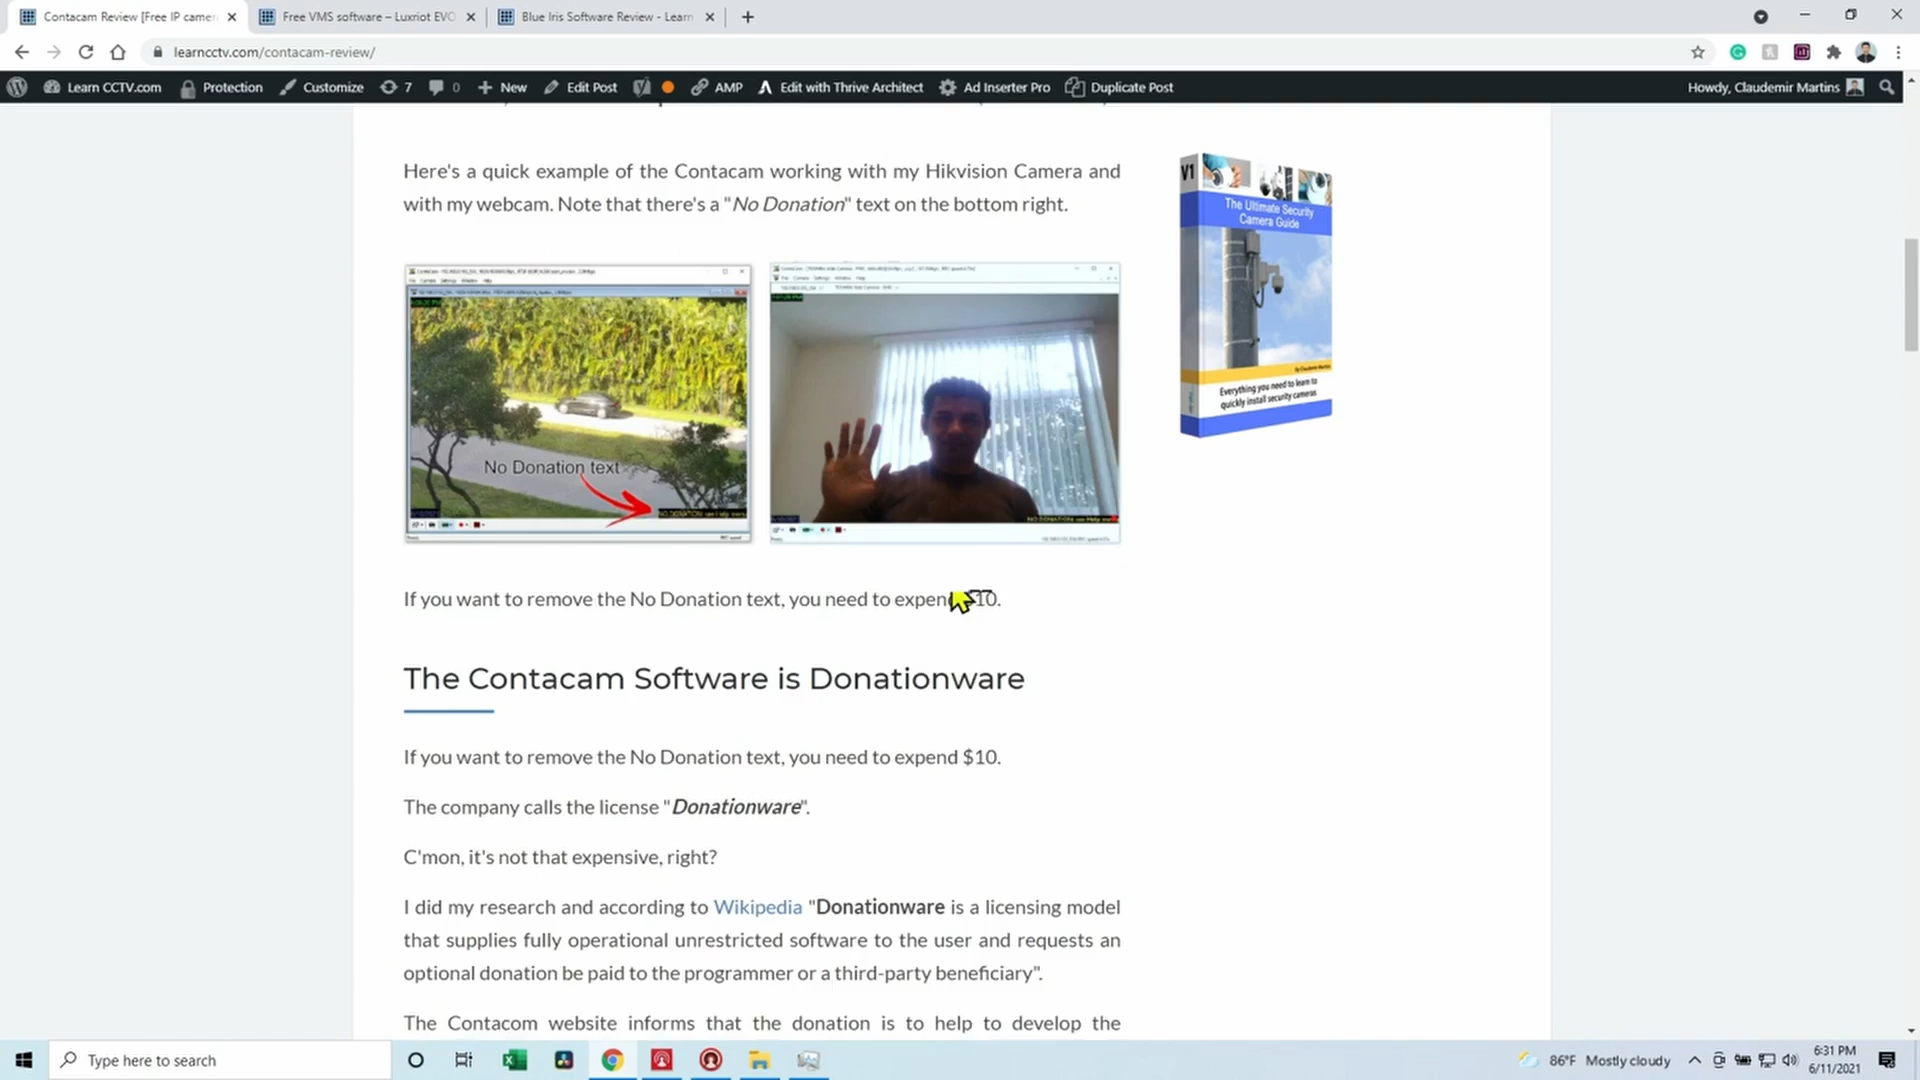 Contacam Review [Free IP camer
Free VMS software – Luxriot EVO
Blue Iris Software Review - Learn
learncctv.com/contacam-review/
Learn CCTV.com
Protection
Customize
7
0
New
Edit Post
AMP
Edit with Thrive Architect
Ad Inserter Pro
Duplicate Post
Howdy, Claudemir Martins
Here's a quick example of the Contacam working with my Hikvision Camera and
with my webcam. Note that there's a "No Donation" text on the bottom right.
V1
The Ultimate Security
Camera Guide
By Claudemir Martins
Everything you need to learn to
quickly install security cameras
No Donation text
If you want to remove the No Donation text, you need to expend $10.
The Contacam Software is Donationware
If you want to remove the No Donation text, you need to expend $10.
The company calls the license "Donationware".
C'mon, it's not that expensive, right?
I did my research and according to Wikipedia "Donationware is a licensing model
that supplies fully operational unrestricted software to the user and requests an
optional donation be paid to the programmer or a third-party beneficiary".
The Contacom website informs that the donation is to help to develop the
Type here to search
86°F Mostly cloudy
6:31 PM
6/11/2021